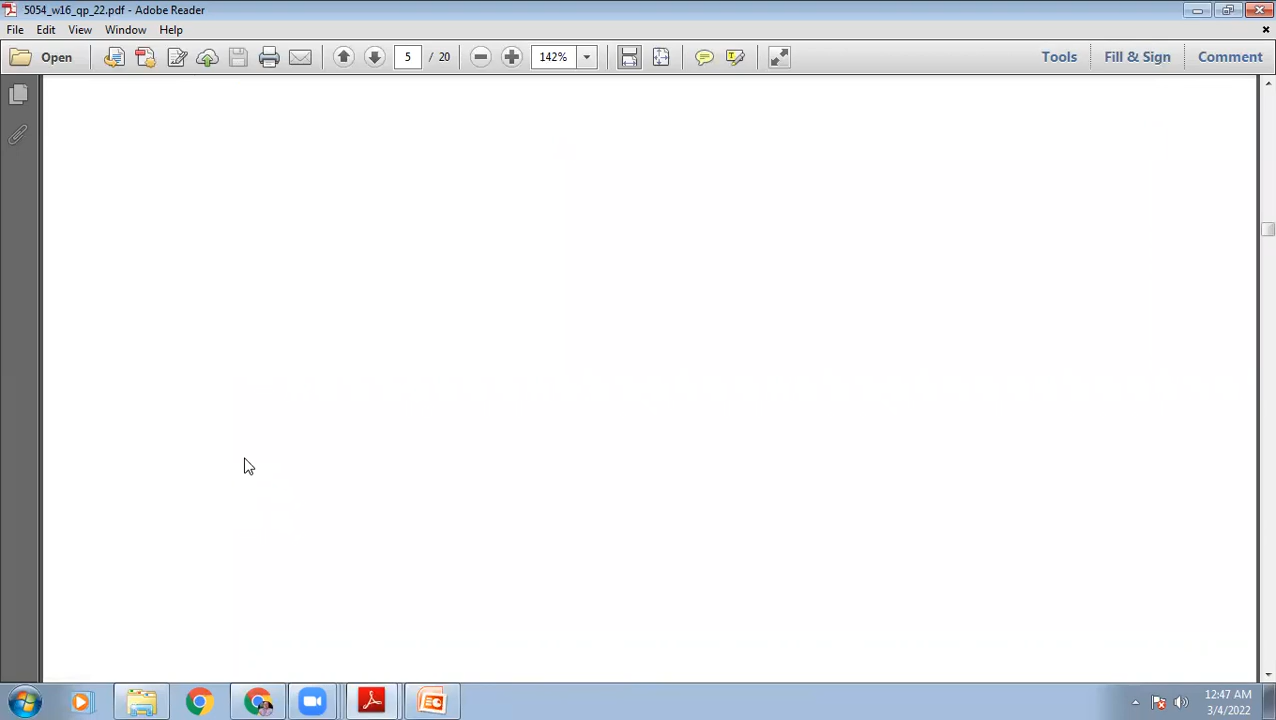 5054_w16_qp_22.pdf - Adobe Reader
File Edit View Window Help
Open 5 / 20 142% Tools Fill & Sign Comment
12:47 AM
3/4/2022